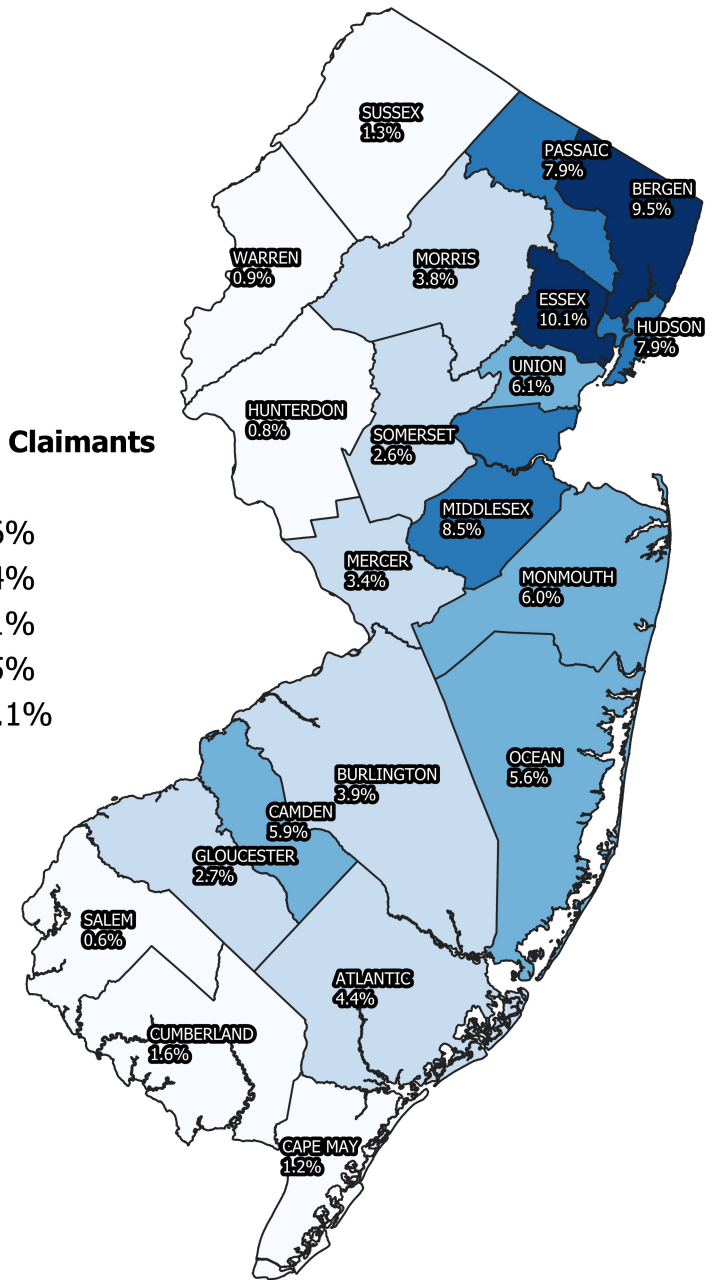 SUSSEX
1.3%
PASSAIC
7.9%
BERGEN
9.5%
WARREN
0.9%
MORRIS
3.8%
ESSEX
10.1%
HUDSON
7.9%
UNION
6.1%
HUNTERDON
0.8%
SOMERSET
2.6%
Claimants
MIDDLESEX
8.5%
MERCER
3.4%
MONMOUTH
6.0%
.1%
OCEAN
5.6%
BURLINGTON
3.9%
CAMDEN
5.9%
GLOUCESTER
2.7%
SALEM
0.6%
ATLANTIC
4.4%
CUMBERLAND
1.6%
CAPE MAY
1.2%